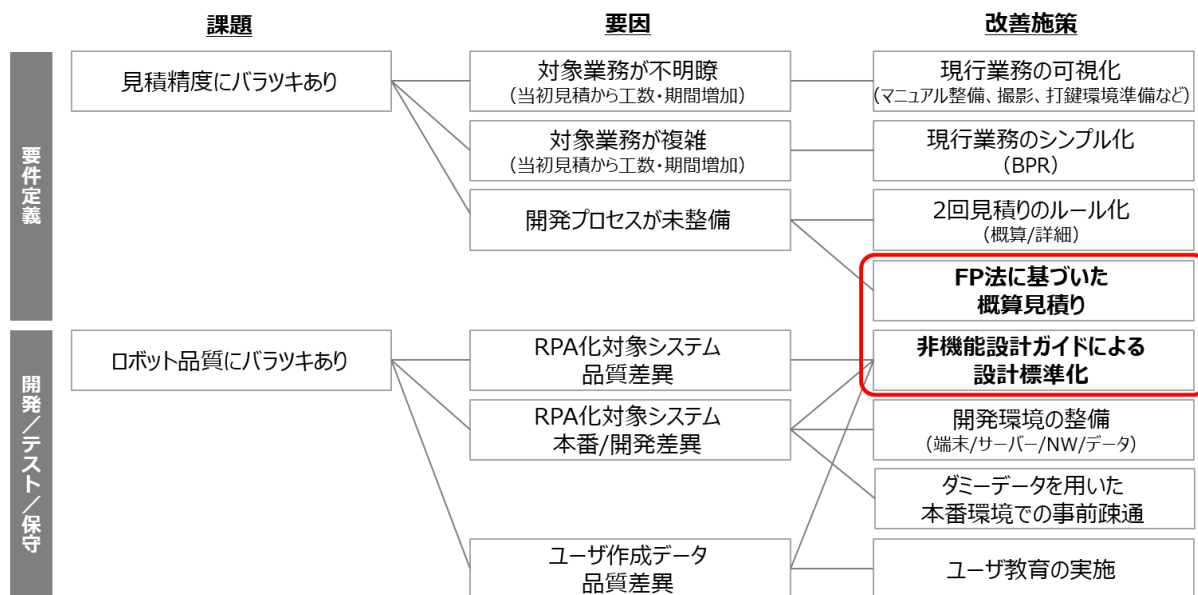 課題
要因
改善施策
要件定義
見積精度にバラツキあり
対象業務が不明瞭
(当初見積から工数・期間増加)
現行業務の可視化
(マニュアル整備、撮影、打鍵環境準備など)
対象業務が複雑
(当初見積から工数・期間増加)
現行業務のシンプル化
(BPR)
開発プロセスが未整備
2回見積りのルール化
(概算/詳細)
FP法に基づいた
概算見積り
開発/テスト/保守
ロボット品質にバラツキあり
RPA化対象システム
品質差異
非機能設計ガイドによる
設計標準化
RPA化対象システム
本番/開発差異
開発環境の整備
(端末/サーバー/NW/データ)
ダミーデータを用いた
本番環境での事前疎通
ユーザ作成データ
品質差異
ユーザ教育の実施